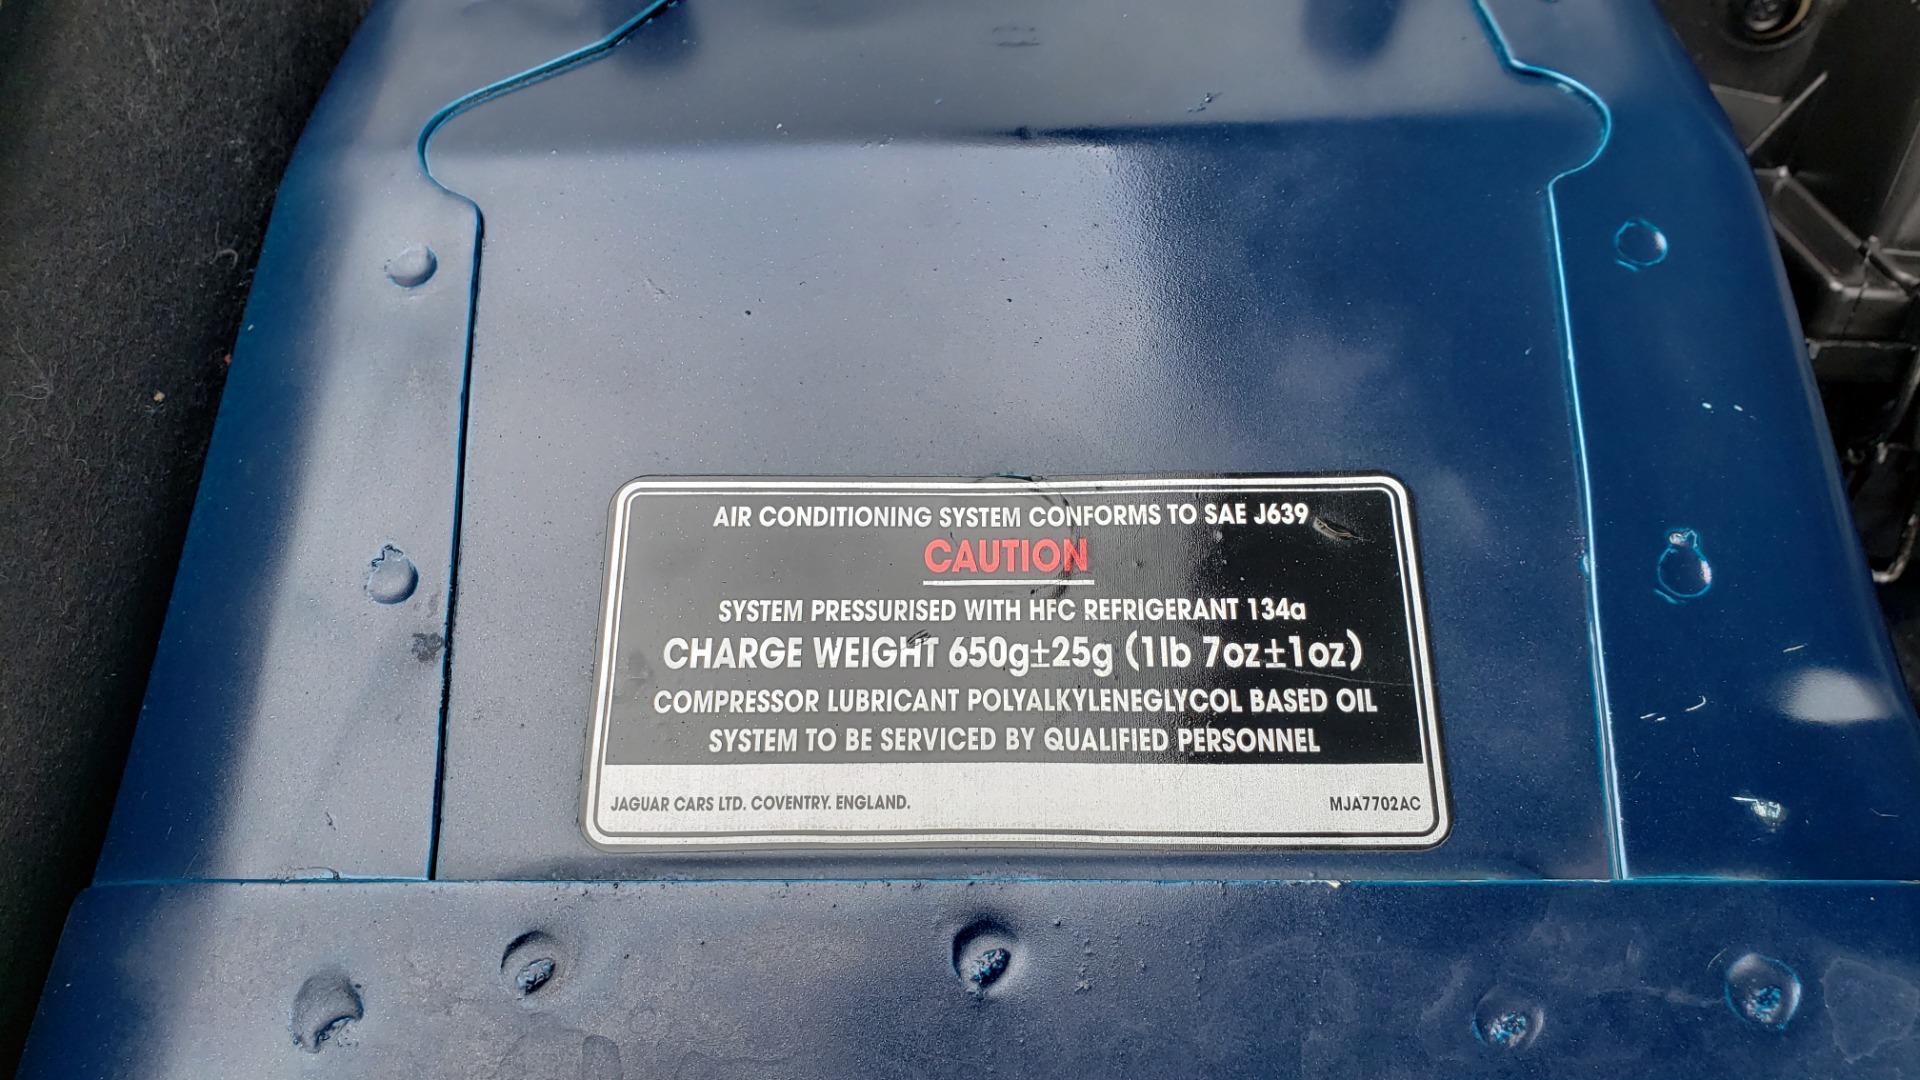 AIR CONDITIONING SYSTEM CONFORMS TO SAE J639
CAUTION
SYSTEM PRESSURISED WITH HFC REFRIGERANT 134a
CHARGE WEIGHT 650g±25g (1lb 7oz±1oz)
COMPRESSOR LUBRICANT POLYALKYLENEGLYCOL BASED OIL
SYSTEM TO BE SERVICED BY QUALIFIED PERSONNEL
JAGUAR CARS LTD. COVENTRY. ENGLAND.
MJA7702AC